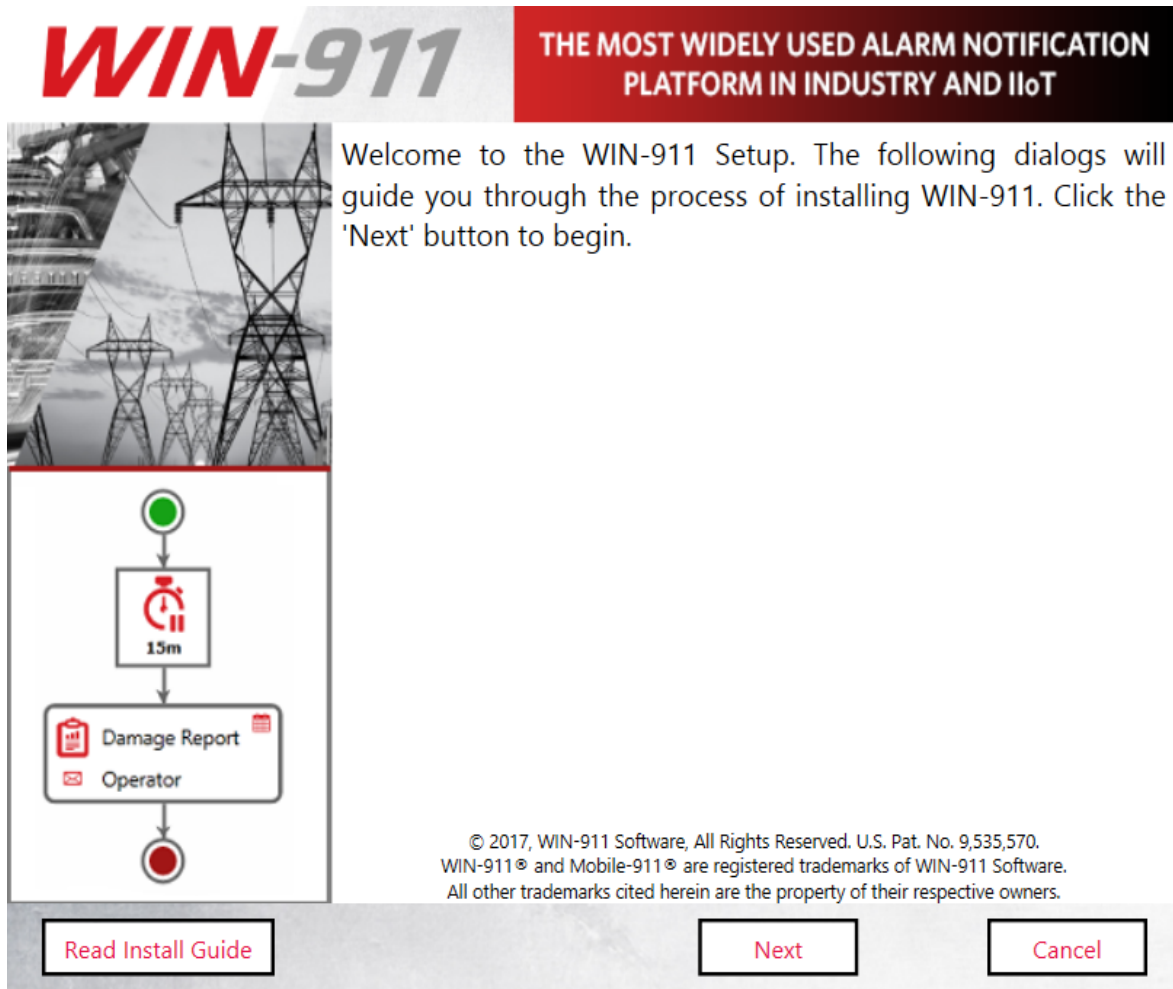 WIN-911
THE MOST WIDELY USED ALARM NOTIFICATION
PLATFORM IN INDUSTRY AND IIoT
Welcome to the WIN-911 Setup. The following dialogs will
guide you through the process of installing WIN-911. Click the
'Next' button to begin.
15m
Damage Report
Operator
© 2017, WIN-911 Software, All Rights Reserved. U.S. Pat. No. 9,535,570.
WIN-911® and Mobile-911® are registered trademarks of WIN-911 Software.
All other trademarks cited herein are the property of their respective owners.
Read Install Guide
Next
Cancel